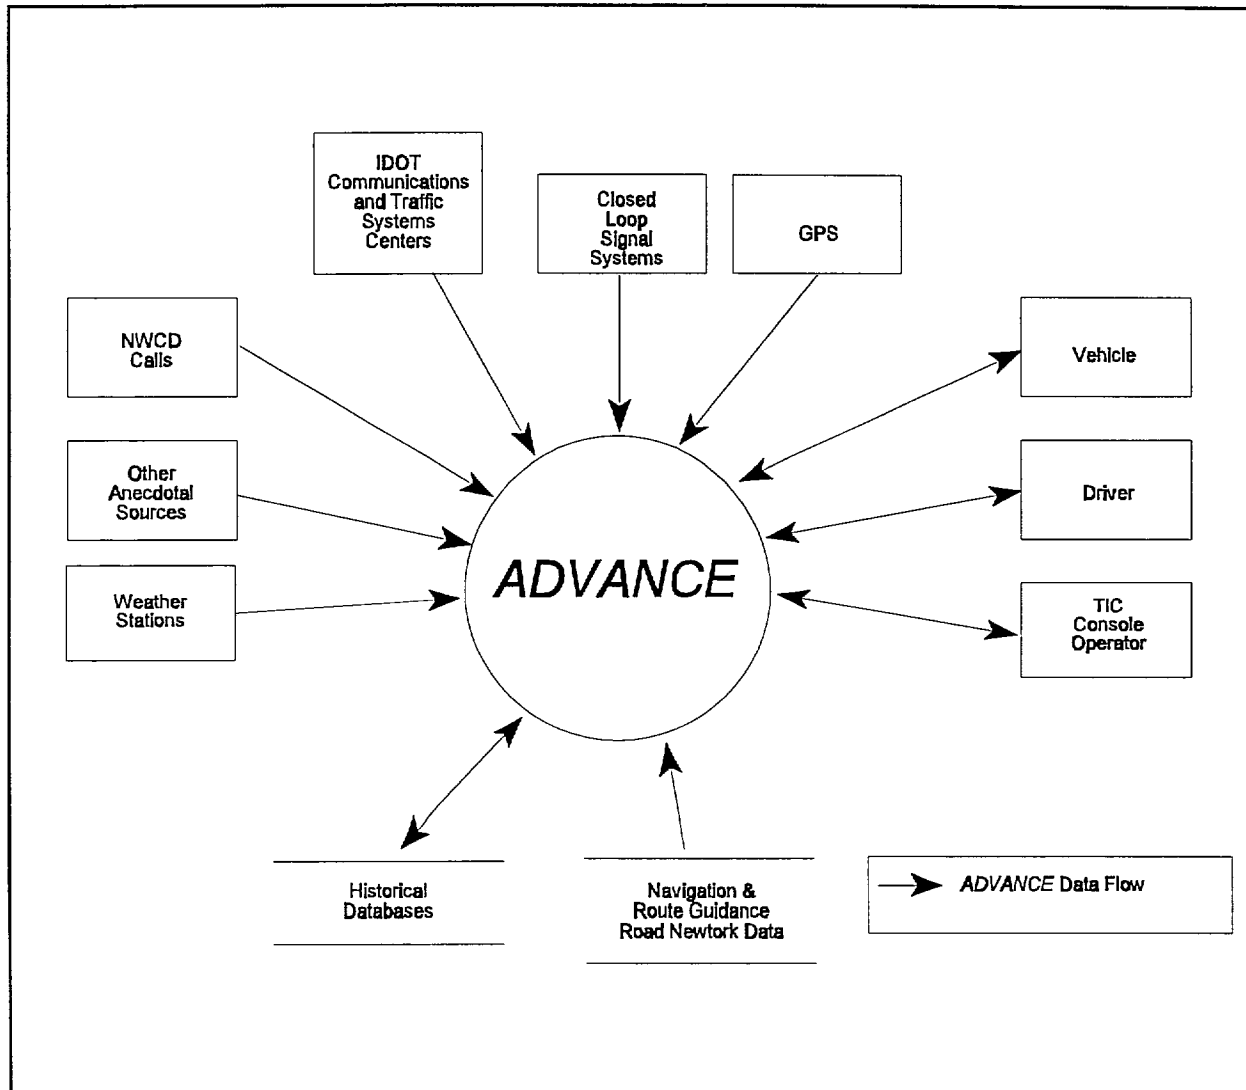 IDOT
Communications
and Traffic
Systems
Centers
Closed
Loop
Signal
Systems
GPS
NWCD
Calls
Vehicle
Other
Anecdotal
Sources
Driver
ADVANCE
Weather
Stations
TIC
Console
Operator
Historical
Databases
Navigation &
Route Guidance
Road Newtork Data
ADVANCE Data Flow